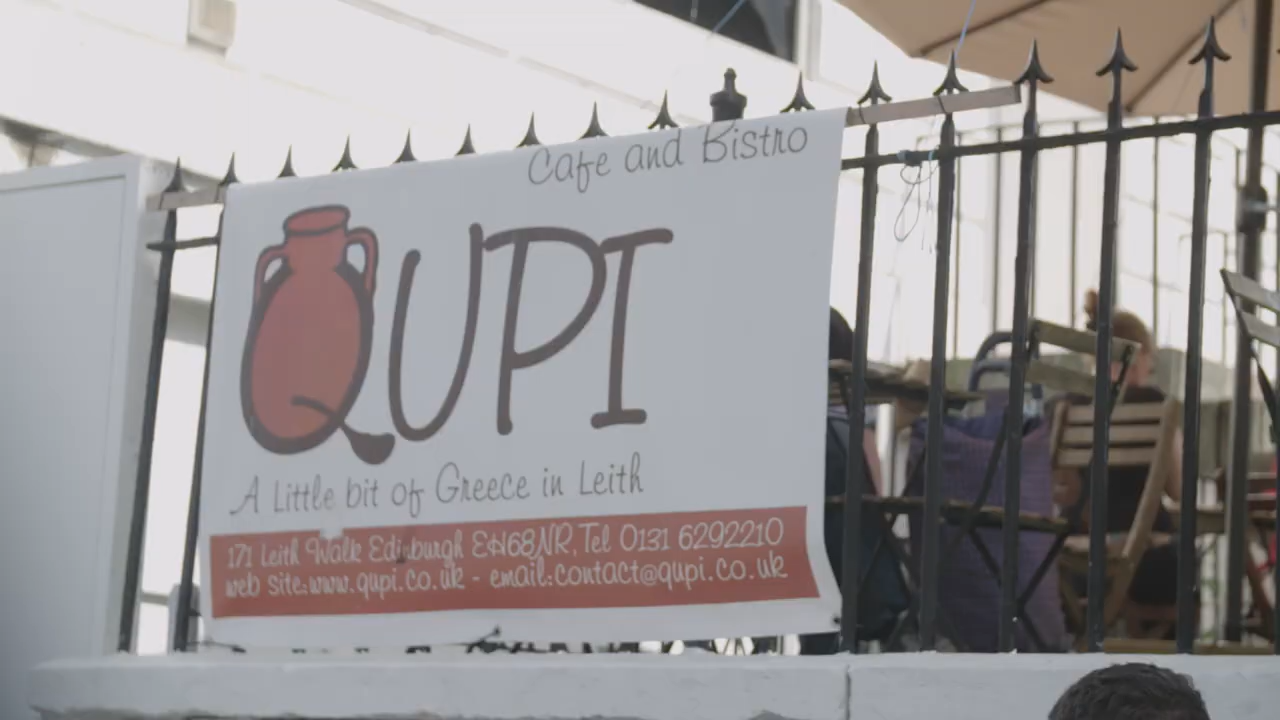 Cafe and Bistro
QUPI
A Little bit of Greece in Leith
171 Leith Walk Edinburgh EH68NR, Tel 0131 6292210
web site:www.qupi.co.uk - email:contact@qupi.co.uk